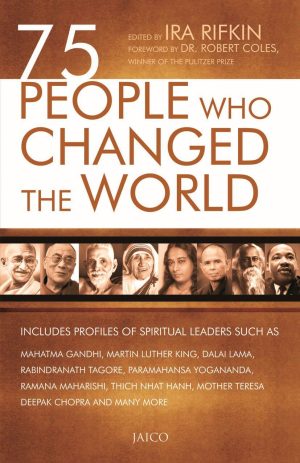 75
EDITED BY IRA RIFKIN
FOREWORD BY DR. ROBERT COLES,
WINNER OF THE PULITZER PRIZE
PEOPLE WHO
CHANGED
THE WORLD
INCLUDES PROFILES OF SPIRITUAL LEADERS SUCH AS
MAHATMA GANDHI, MARTIN LUTHER KING, DALAI LAMA,
RABINDRANATH TAGORE, PARAMAHANSA YOGANANDA,
RAMANA MAHARISHI, THICH NHAT HANH, MOTHER TERESA
DEEPAK CHOPRA AND MANY MORE
JAICO